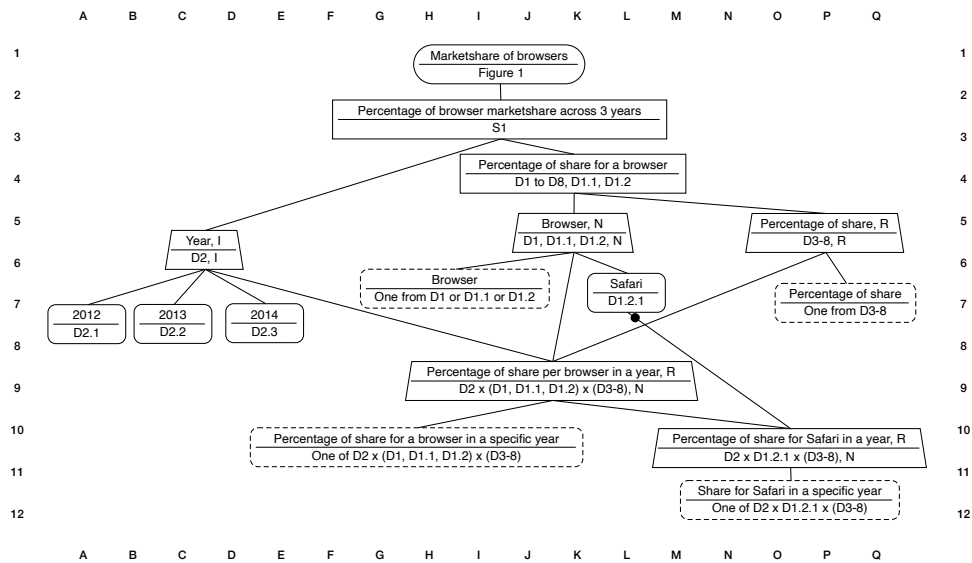 A B C D E F G H I J K L M N O P Q
1 1
Marketshare of browsers
Figure 1
2 2
Percentage of browser marketshare across 3 years
S1
3 3
Percentage of share for a browser
D1 to D8, D1.1, D1.2
4 4
5 5
Browser, N
D1, D1.1, D1.2, N
Percentage of share, R
D3-8, R
Year, I
D2, I
6 6
Browser
One from D1 or D1.1 or D1.2
Safari
D1.2.1
Percentage of share
One from D3-8
7 7
2012
D2.1
2013
D2.2
2014
D2.3
8 8
Percentage of share per browser in a year, R
D2 x (D1, D1.1, D1.2) x (D3-8), N
9 9
10 10
Percentage of share for a browser in a specific year
One of D2 x (D1, D1.1, D1.2) x (D3-8)
Percentage of share for Safari in a year, R
D2 x D1.2.1 x (D3-8), N
11 11
Share for Safari in a specific year
One of D2 x D1.2.1 x (D3-8)
12 12
A B C D E F G H I J K L M N O P Q